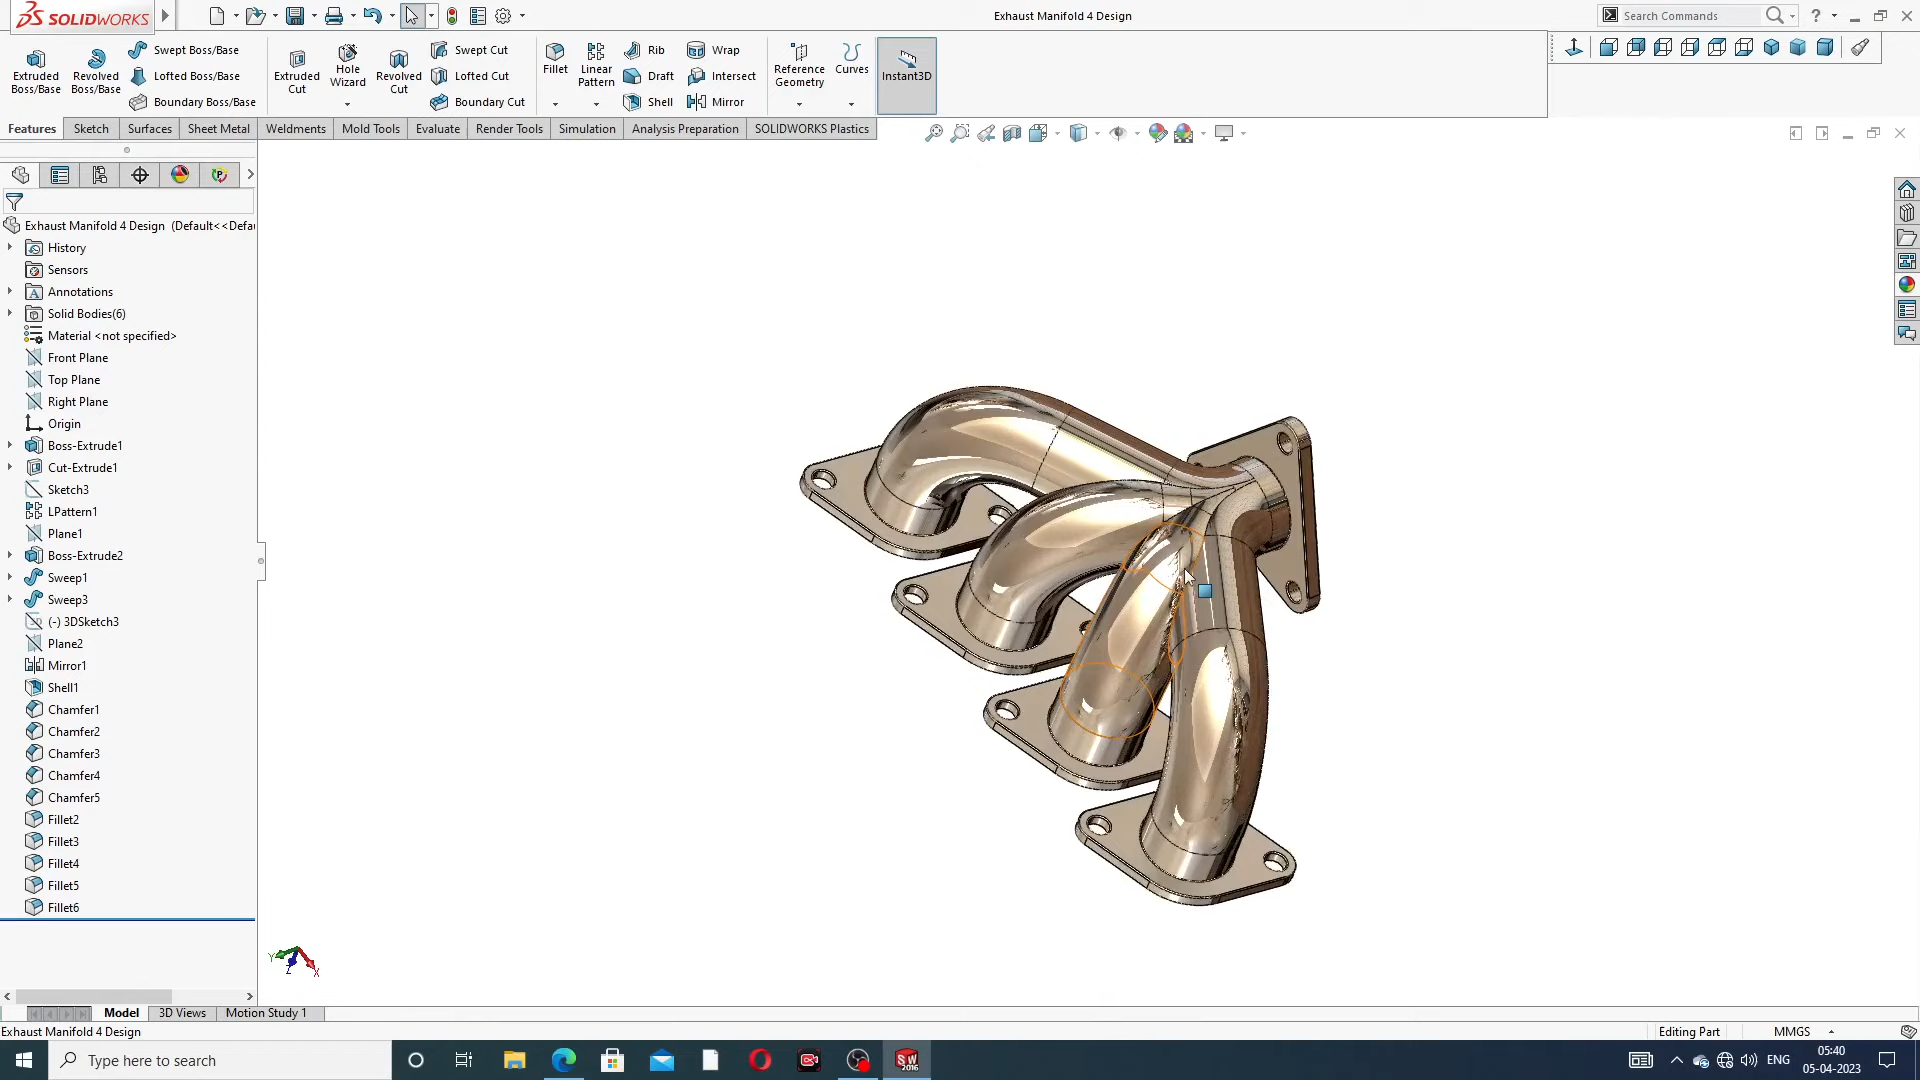 SOLIDWORKS
Exhaust Manifold 4 Design
Search Commands
Extruded Boss/Base
Revolved Boss/Base
Swept Boss/Base
Lofted Boss/Base
Boundary Boss/Base
Extruded Cut
Hole Wizard
Revolved Cut
Swept Cut
Lofted Cut
Boundary Cut
Fillet
Linear Pattern
Rib
Draft
Shell
Wrap
Intersect
Mirror
Reference Geometry
Curves
Instant3D
Features
Sketch
Surfaces
Sheet Metal
Weldments
Mold Tools
Evaluate
Render Tools
Simulation
Analysis Preparation
SOLIDWORKS Plastics
Exhaust Manifold 4 Design (Default<<Defau
History
Sensors
Annotations
Solid Bodies(6)
Material <not specified>
Front Plane
Top Plane
Right Plane
Origin
Boss-Extrude1
Cut-Extrude1
Sketch3
LPattern1
Plane1
Boss-Extrude2
Sweep1
Sweep3
(-) 3DSketch3
Plane2
Mirror1
Shell1
Chamfer1
Chamfer2
Chamfer3
Chamfer4
Chamfer5
Fillet2
Fillet3
Fillet4
Fillet5
Fillet6
Y
Z
X
Model
3D Views
Motion Study 1
Exhaust Manifold 4 Design
Editing Part
MMGS
Type here to search
SW
2016
ENG
05:40
05-04-2023